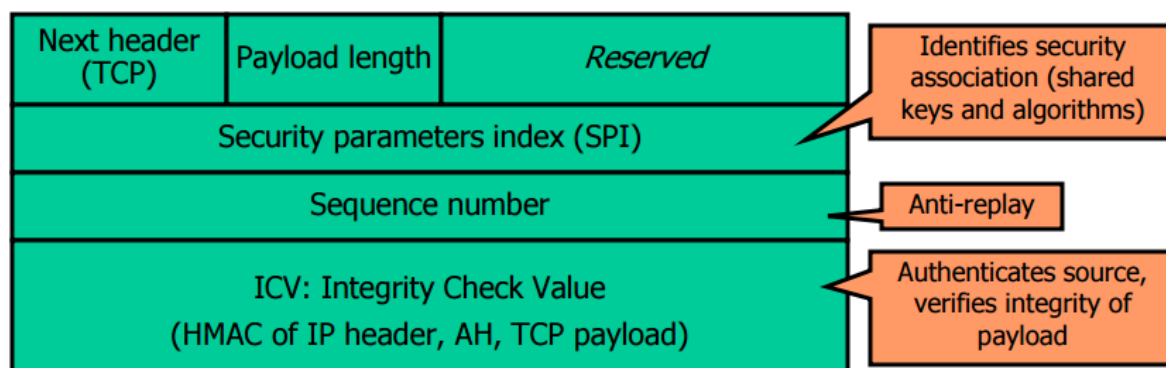 Next header
(TCP)
Payload length
Reserved
Identifies security
association (shared
keys and algorithms)
Security parameters index (SPI)
Sequence number
Anti-replay
ICV: Integrity Check Value
(HMAC of IP header, AH, TCP payload)
Authenticates source,
verifies integrity of
payload